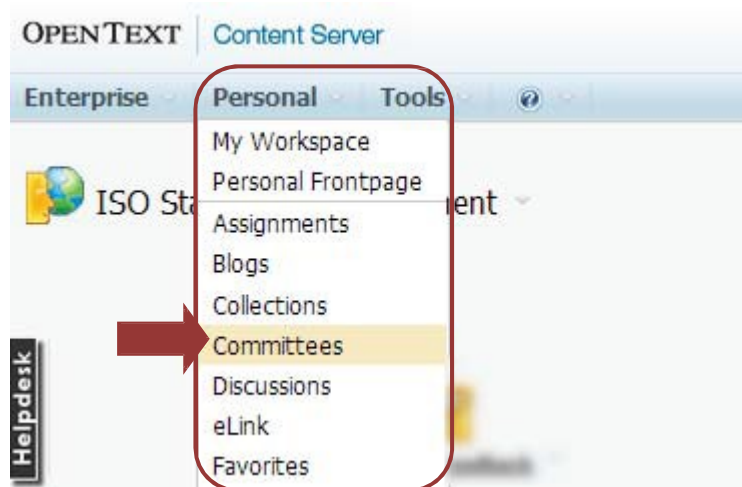 OPENTEXT Content Server
Enterprise Personal Tools
My Workspace
Personal Frontpage
ISO Sta ent
Assignments
Blogs
Collections
Committees
Discussions
eLink
Favorites
Helpdesk